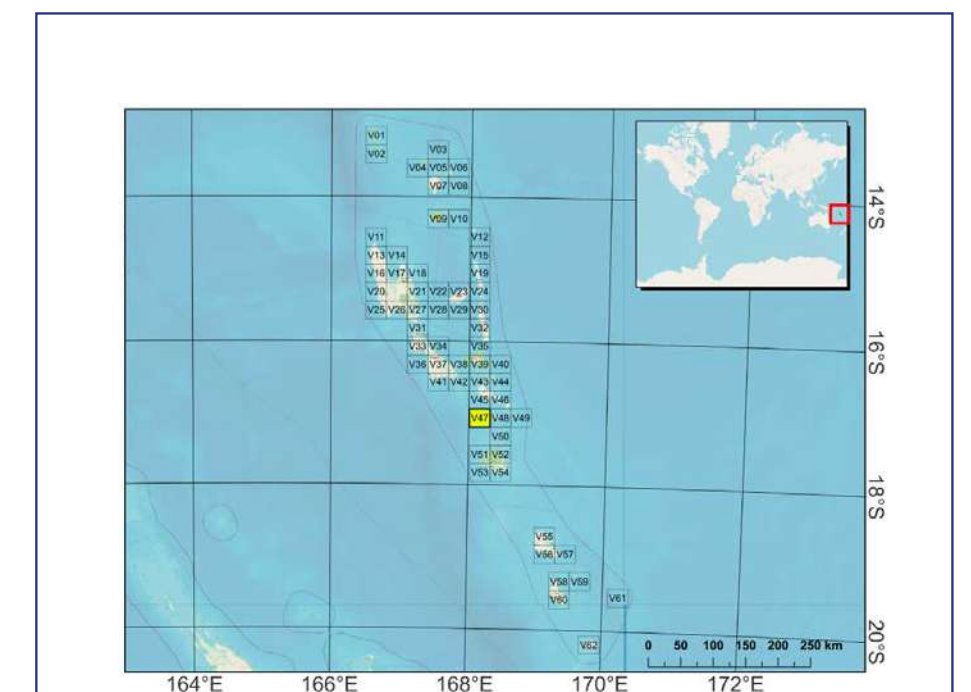 V01
V02 V03
V04 V05 V06
V07 V08
14°S
V09 V10
V11 V12
V13 V14 V15
V16 V17 V18 V19
V20 V21 V22 V23 V24
V25 V26 V27 V28 V29 V30
V31 V32
V33 V34 V35
16°S
V36 V37 V38 V39 V40
V41 V42 V43 V44
V45 V46
V47 V48 V49
V50
V51 V52
V53 V54
18°S
V55
V56 V57
V58 V59
V60 V61
V62
20°S
0 50 100 150 200 250 km
164°E 166°E 168°E 170°E 172°E